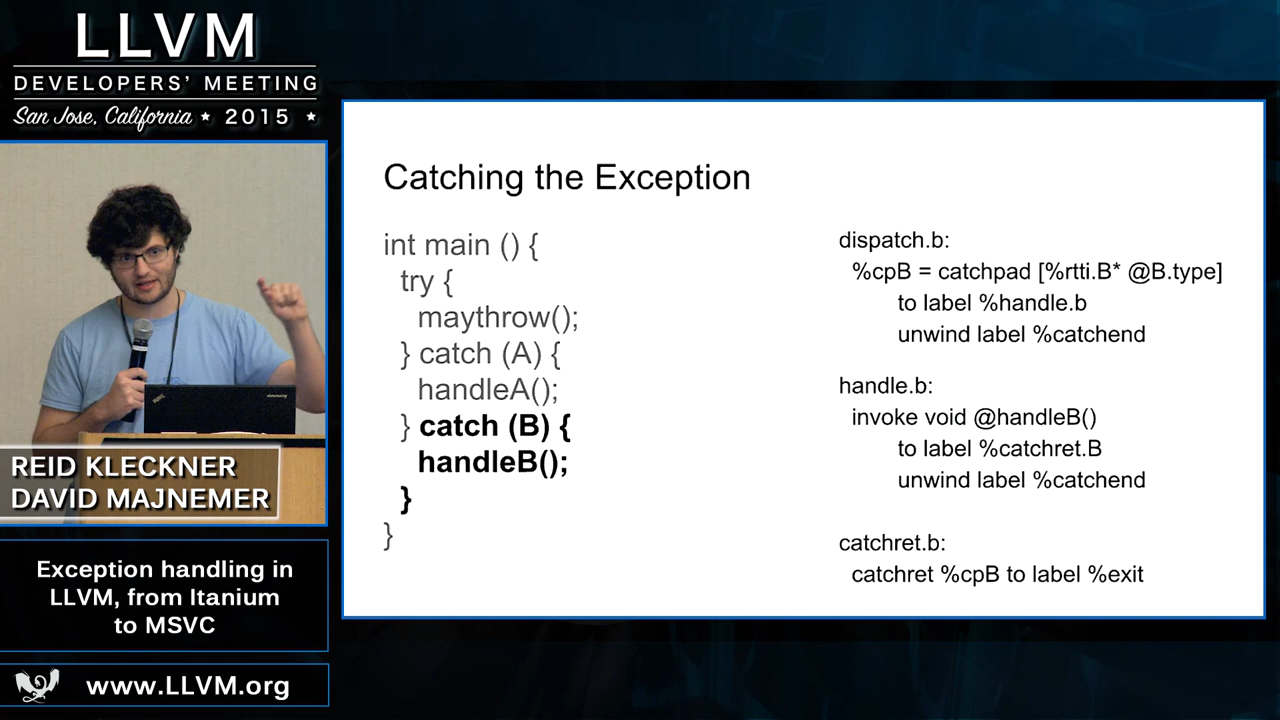 LLVM
DEVELOPERS' MEETING
San Jose, California ★ 2015 ★
REID KLECKNER
DAVID MAJNEMER
Exception handling in
LLVM, from Itanium
to MSVC
www.LLVM.org
Catching the Exception
int main () {
try {
maythrow();
} catch (A) {
handleA();
} catch (B) {
handleB();
}
}
dispatch.b:
%cpB = catchpad [%rtti.B* @B.type]
to label %handle.b
unwind label %catchend
handle.b:
invoke void @handleB()
to label %catchret.B
unwind label %catchend
catchret.b:
catchret %cpB to label %exit